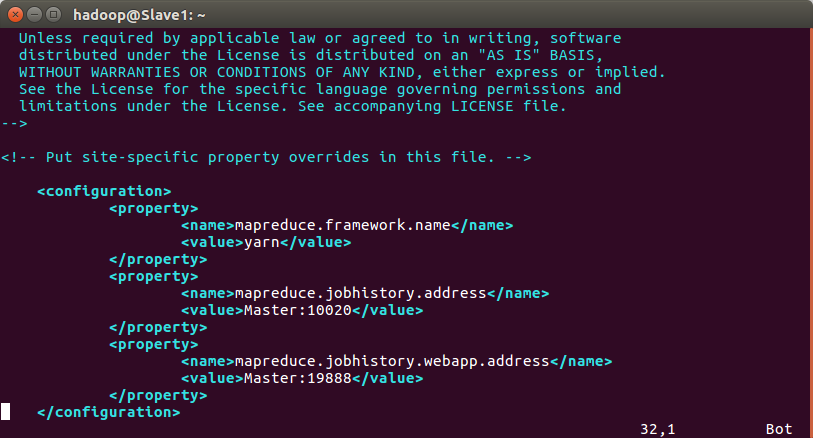 hadoop@Slave1: ~
  Unless required by applicable law or agreed to in writing, software
  distributed under the License is distributed on an "AS IS" BASIS,
  WITHOUT WARRANTIES OR CONDITIONS OF ANY KIND, either express or implied.
  See the License for the specific language governing permissions and
  limitations under the License. See accompanying LICENSE file.
-->
<!-- Put site-specific property overrides in this file. -->
    <configuration>
            <property>
                    <name>mapreduce.framework.name</name>
                    <value>yarn</value>
            </property>
            <property>
                    <name>mapreduce.jobhistory.address</name>
                    <value>Master:10020</value>
            </property>
            <property>
                    <name>mapreduce.jobhistory.webapp.address</name>
                    <value>Master:19888</value>
            </property>
    </configuration>
32,1          Bot